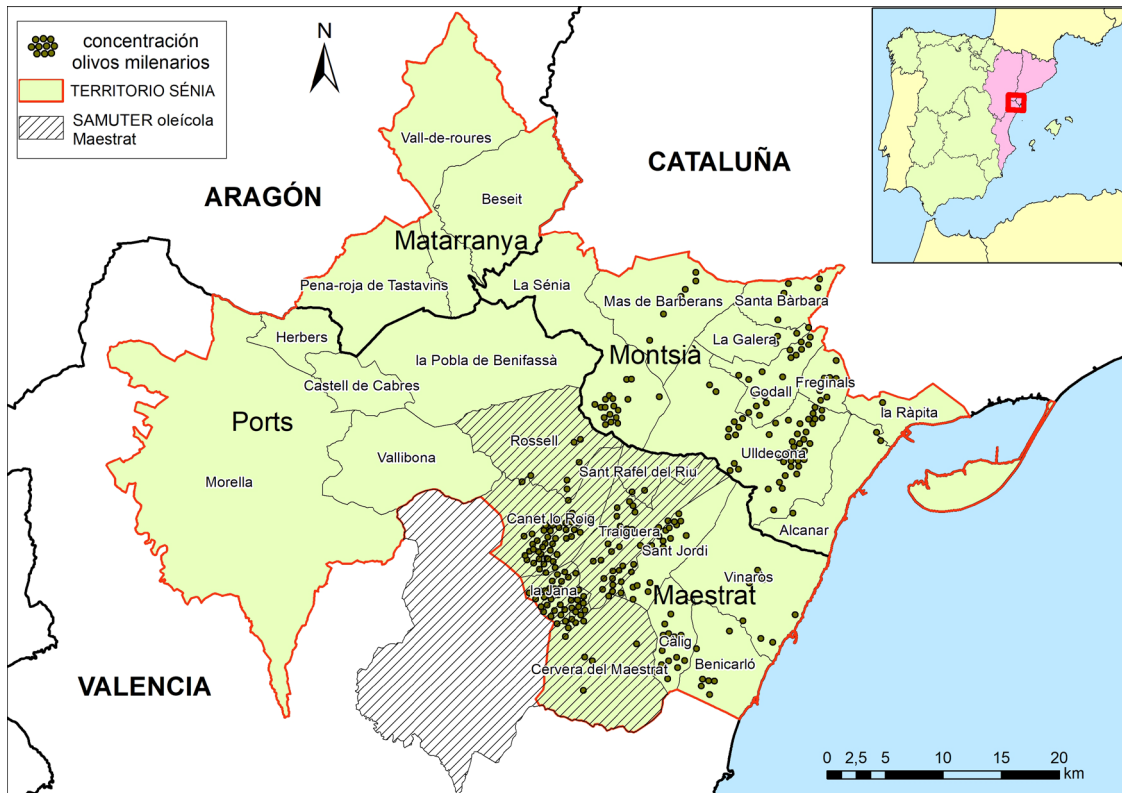 concentración
olivos milenarios
TERRITORIO SÉNIA
SAMUTER oleícola
Maestrat
N
ARAGÓN
CATALUÑA
VALENCIA
Vall-de-roures
Beseit
Matarranya
Pena-roja de Tastavins
La Sénia
Mas de Barberans
Santa Bàrbara
Herbers
la Pobla de Benifassà
Montsià
La Galera
Castell de Cabres
Godall
Freginals
la Ràpita
Ports
Rossell
Vallibona
Ulldecona
Morella
Sant Rafel del Riu
Canet lo Roig
Traiguera
Alcanar
Sant Jordi
Vinaròs
la Jana
Maestrat
Càlig
Cervera del Maestrat
Benicarló
0 2,5 5 10 15 20
km